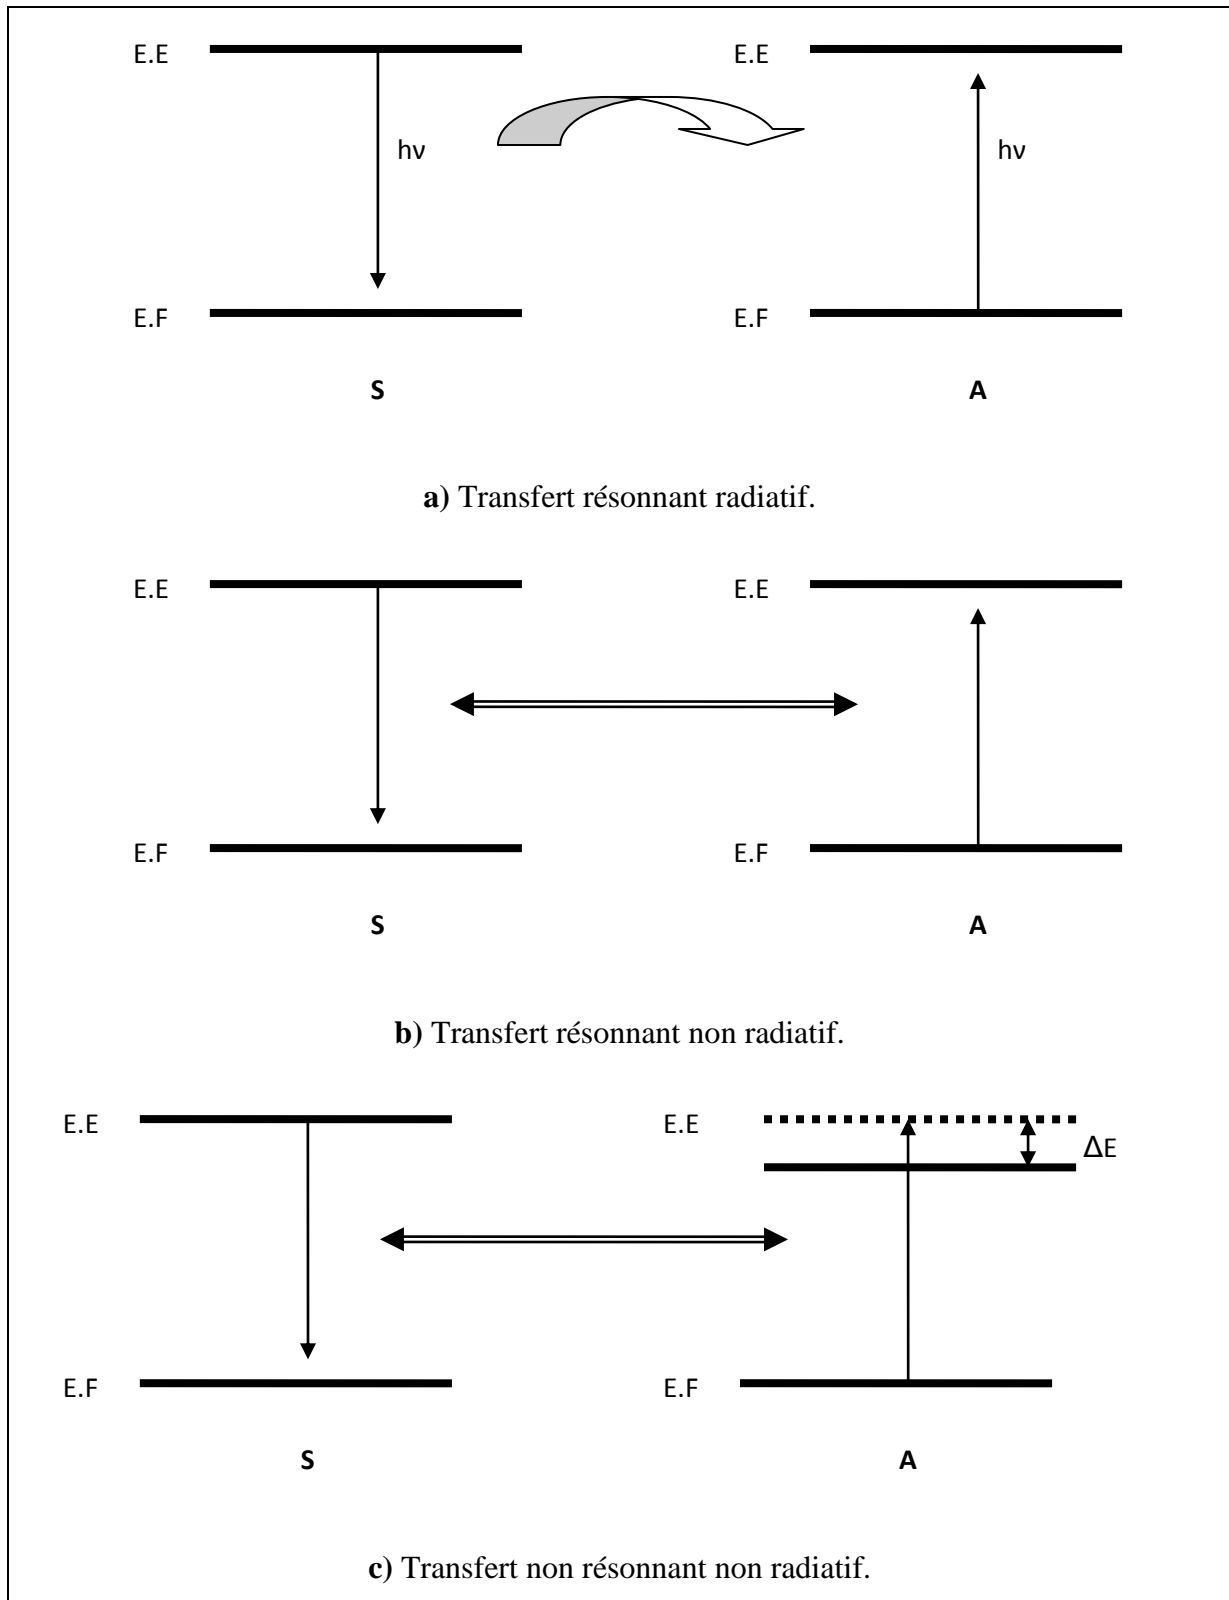 E.E E.E
hν hν
E.F E.F
S A
a) Transfert résonnant radiatif.
E.E E.E
E.F E.F
S A
b) Transfert résonnant non radiatif.
E.E E.E
ΔE
E.F E.F
S A
c) Transfert non résonnant non radiatif.